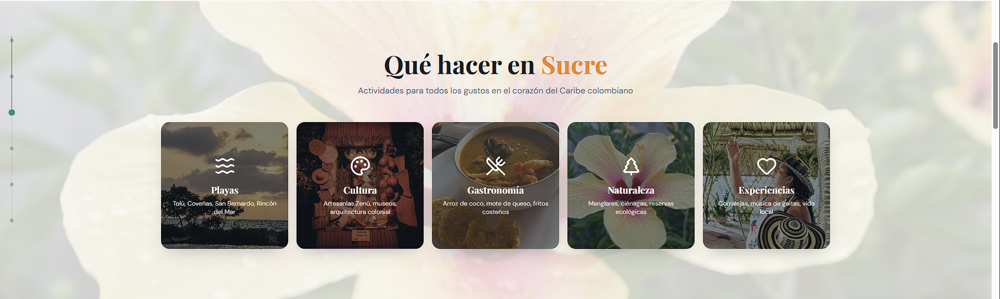 Qué hacer en Sucre
Actividades para todos los gustos en el corazón del Caribe colombiano
Playas
Tolú, Coveñas, San Bernardo, Rincón
del Mar
Cultura
Artesanías Zenú, museos,
arquitectura colonial
Gastronomía
Arroz de coco, mote de queso, fritos
costeños
Naturaleza
Manglares, ciénagas, reservas
ecológicas
Experiencias
Corralejas, música de gaitas, vida
local